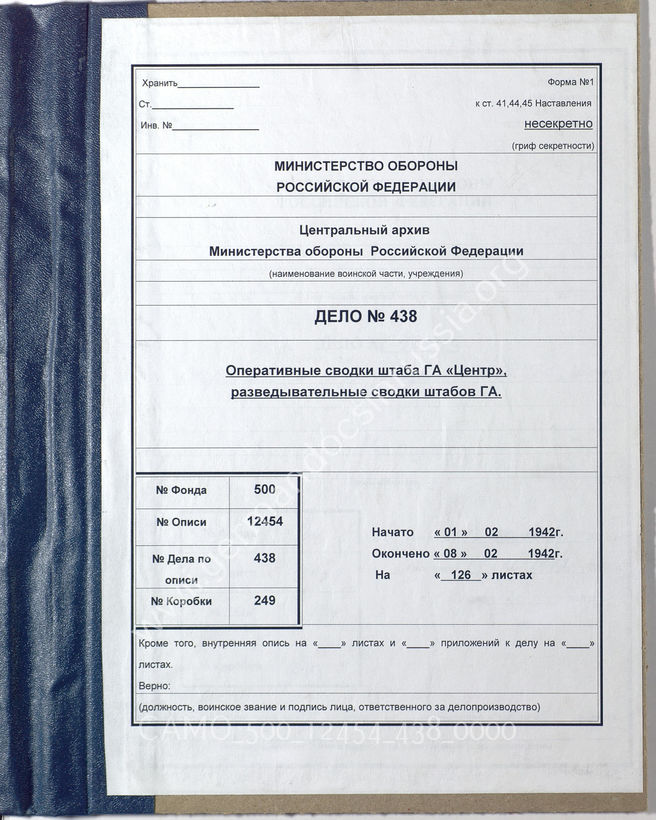 Хранить
Форма №1
Ст.
к ст. 41,44,45 Наставления
Инв. №
несекретно
(гриф секретности)
МИНИСТЕРСТВО ОБОРОНЫ
РОССИЙСКОЙ ФЕДЕРАЦИИ
Центральный архив
Министерства обороны Российской Федерации
(наименование воинской части, учреждения)
ДЕЛО № 438
Оперативные сводки штаба ГА «Центр»,
разведывательные сводки штабов ГА.
№ Фонда 500
№ Описи 12454
№ Дела по описи 438
№ Коробки 249
Начато « 01 » 02 1942г.
Окончено « 08 » 02 1942г.
На « 126 » листах
Кроме того, внутренняя опись на «____» листах и «____» приложений к делу на «____»
листах.
Верно:
(должность, воинское звание и подпись лица, ответственного за делопроизводство)
CAMO_500_12454_438_0000